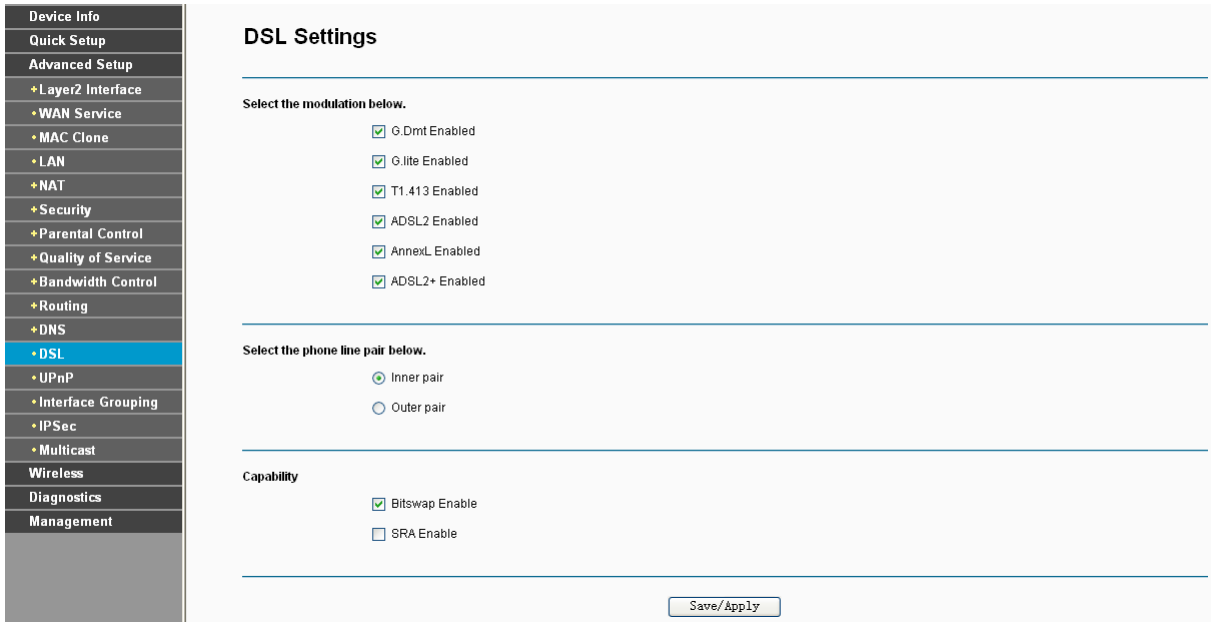 Device Info
Quick Setup
Advanced Setup
+Layer2 Interface
•WAN Service
•MAC Clone
•LAN
+NAT
+Security
+Parental Control
+Quality of Service
+Bandwidth Control
+Routing
+DNS
•DSL
•UPnP
•Interface Grouping
•IPSec
•Multicast
Wireless
Diagnostics
Management
DSL Settings
Select the modulation below.
G.Dmt Enabled
G.lite Enabled
T1.413 Enabled
ADSL2 Enabled
AnnexL Enabled
ADSL2+ Enabled
Select the phone line pair below.
Inner pair
Outer pair
Capability
Bitswap Enable
SRA Enable
Save/Apply